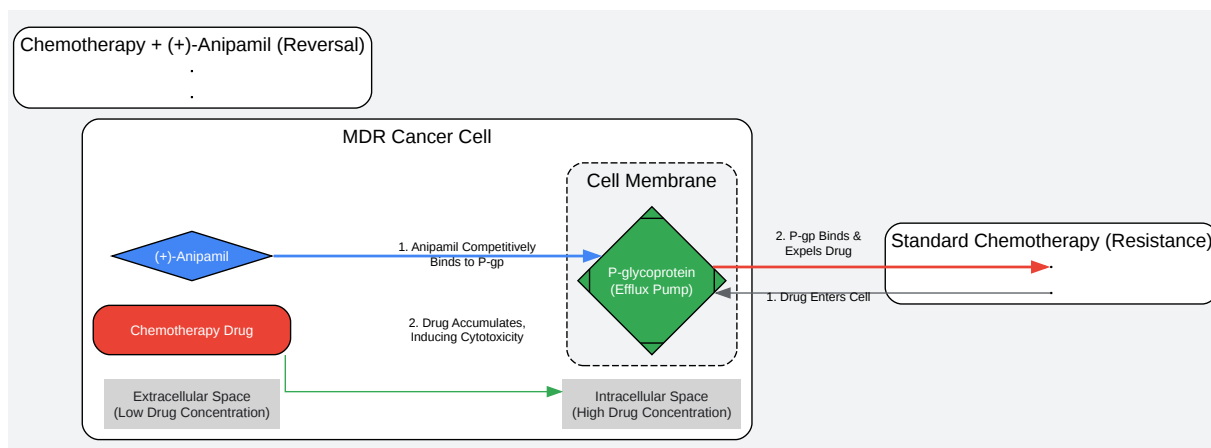 Chemotherapy + (+)-Anipamil (Reversal)
MDR Cancer Cell
Cell Membrane
(+)-Anipamil
1. Anipamil Competitively
Binds to P-gp
P-glycoprotein
(Efflux Pump)
2. P-gp Binds &
Expels Drug
Standard Chemotherapy (Resistance)
1. Drug Enters Cell
Chemotherapy Drug
2. Drug Accumulates,
Inducing Cytotoxicity
Extracellular Space
(Low Drug Concentration)
Intracellular Space
(High Drug Concentration)